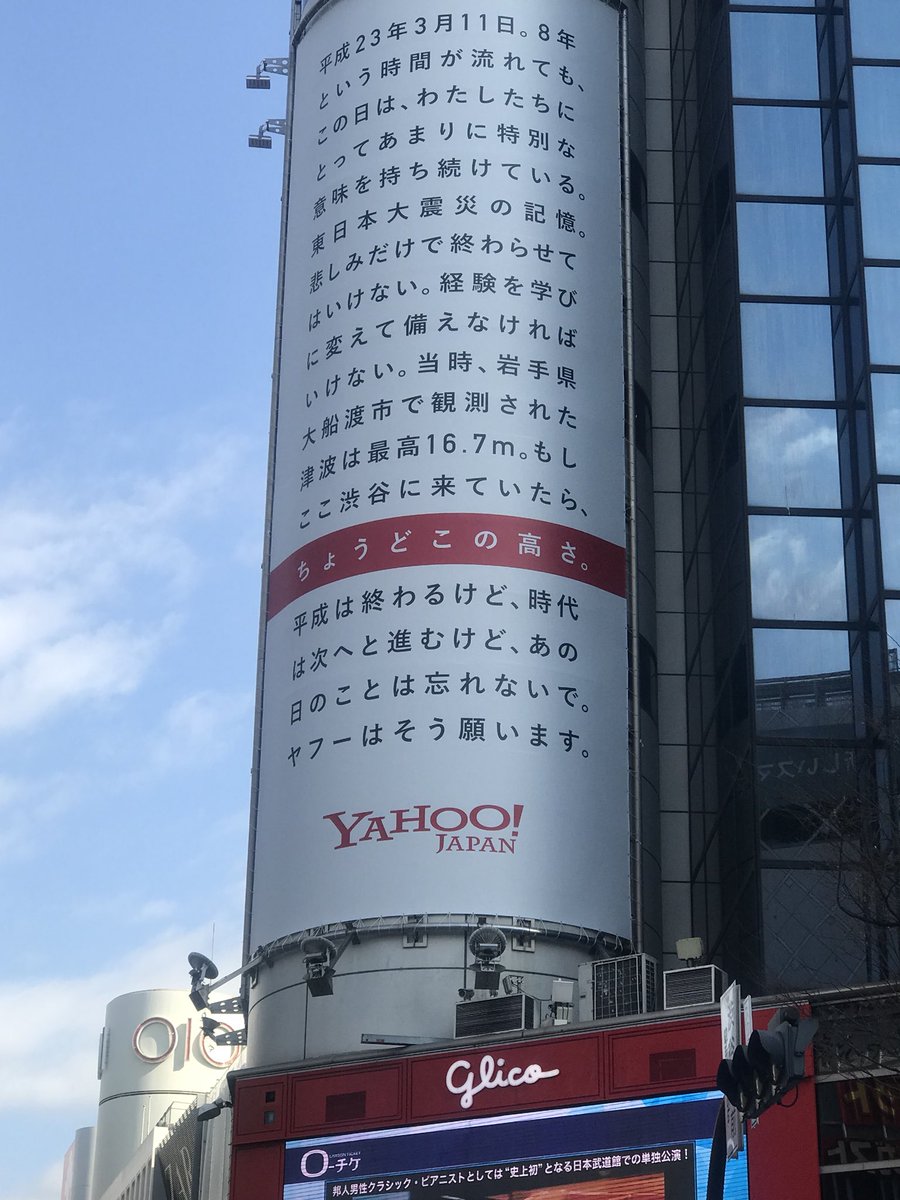 平成23年3月11日。8年
という時間が流れても、
この日は、わたしたちに
とってあまりに特別な
意味を持ち続けている。
東日本大震災の記憶。
悲しみだけで終わらせて
はいけない。経験を学び
に変えて備えなければ
いけない。当時、岩手県
大船渡市で観測された
津波は最高16.7m。もし
ここ渋谷に来ていたら、
ちょうどこの高さ。
平成は終わるけど、時代
は次へと進むけど、あの
日のことは忘れないで。
ヤフーはそう願います。
YAHOO!
JAPAN
OIO
Glico
LAWSON TICKET
ローチケ
邦人男性クラシック・ピアニストとしては“史上初”となる日本武道館での単独公演!